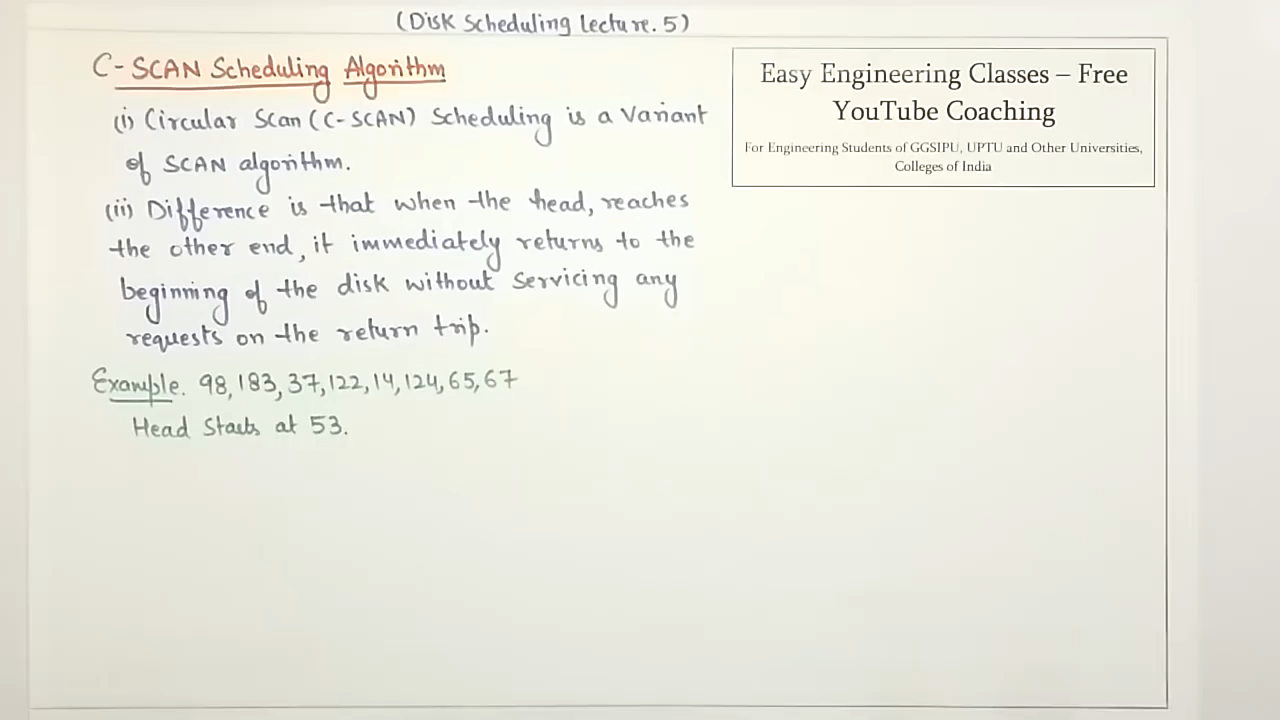 (Disk Scheduling Lecture. 5)
C-SCAN Scheduling Algorithm
(i) Circular Scan (C-SCAN) Scheduling is a Variant
of SCAN algorithm.
(ii) Difference is that when the head, reaches
the other end, it immediately returns to the
beginning of the disk without servicing any
requests on the return trip.
Example. 98, 183, 37, 122, 14, 124, 65, 67
Head Starts at 53.
Easy Engineering Classes – Free
YouTube Coaching
For Engineering Students of GGSIPU, UPTU and Other Universities,
Colleges of India